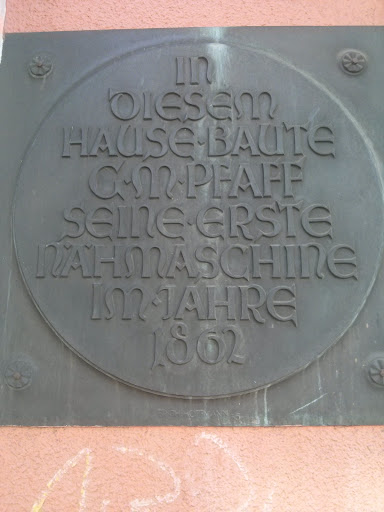 IN
DIESEM
HAUSE·BAUTE
G·M·PFAFF
SEINE·ERSTE
NÄHMASCHINE
IM·JAHRE
1862